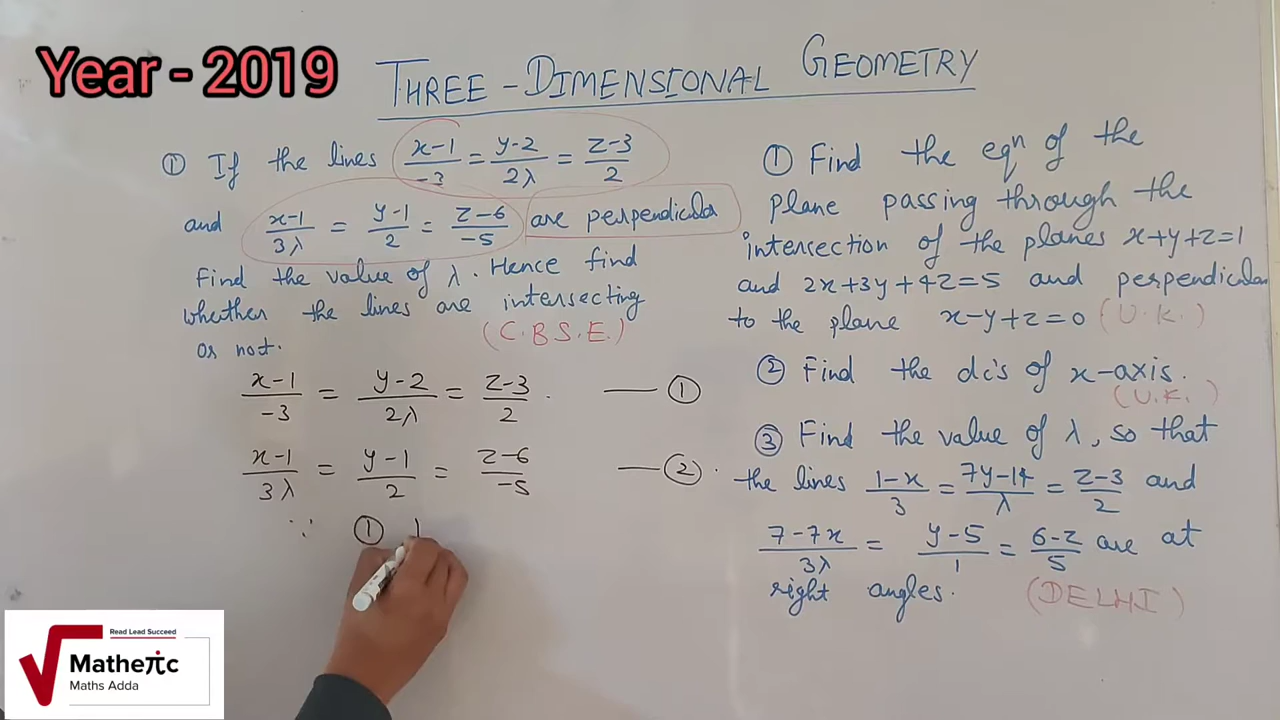 Year - 2019
THREE - DIMENSIONAL GEOMETRY
① If the lines x-1/-3 = y-2/2λ = z-3/2
and x-1/3λ = y-1/2 = z-6/-5 are perpendicular
Find the value of λ. Hence find
whether the lines are intersecting
or not. (C.B.S.E.)
x-1/-3 = y-2/2λ = z-3/2. —— ①
x-1/3λ = y-1/2 = z-6/-5 —— ②.
∵ ①
① Find the eqn of the
plane passing through the
intersection of the planes x+y+z=1
and 2x+3y+4z=5 and perpendicular
to the plane x-y+z=0 (U.K.)
② Find the dc's of x-axis.
(U.K.)
③ Find the value of λ, so that
the lines 1-x/3 = 7y-14/λ = z-3/2 and
7-7x/3λ = y-5/1 = 6-z/5 are at
right angles. (DELHI)
Read Lead Succeed
Matheπc
Maths Adda